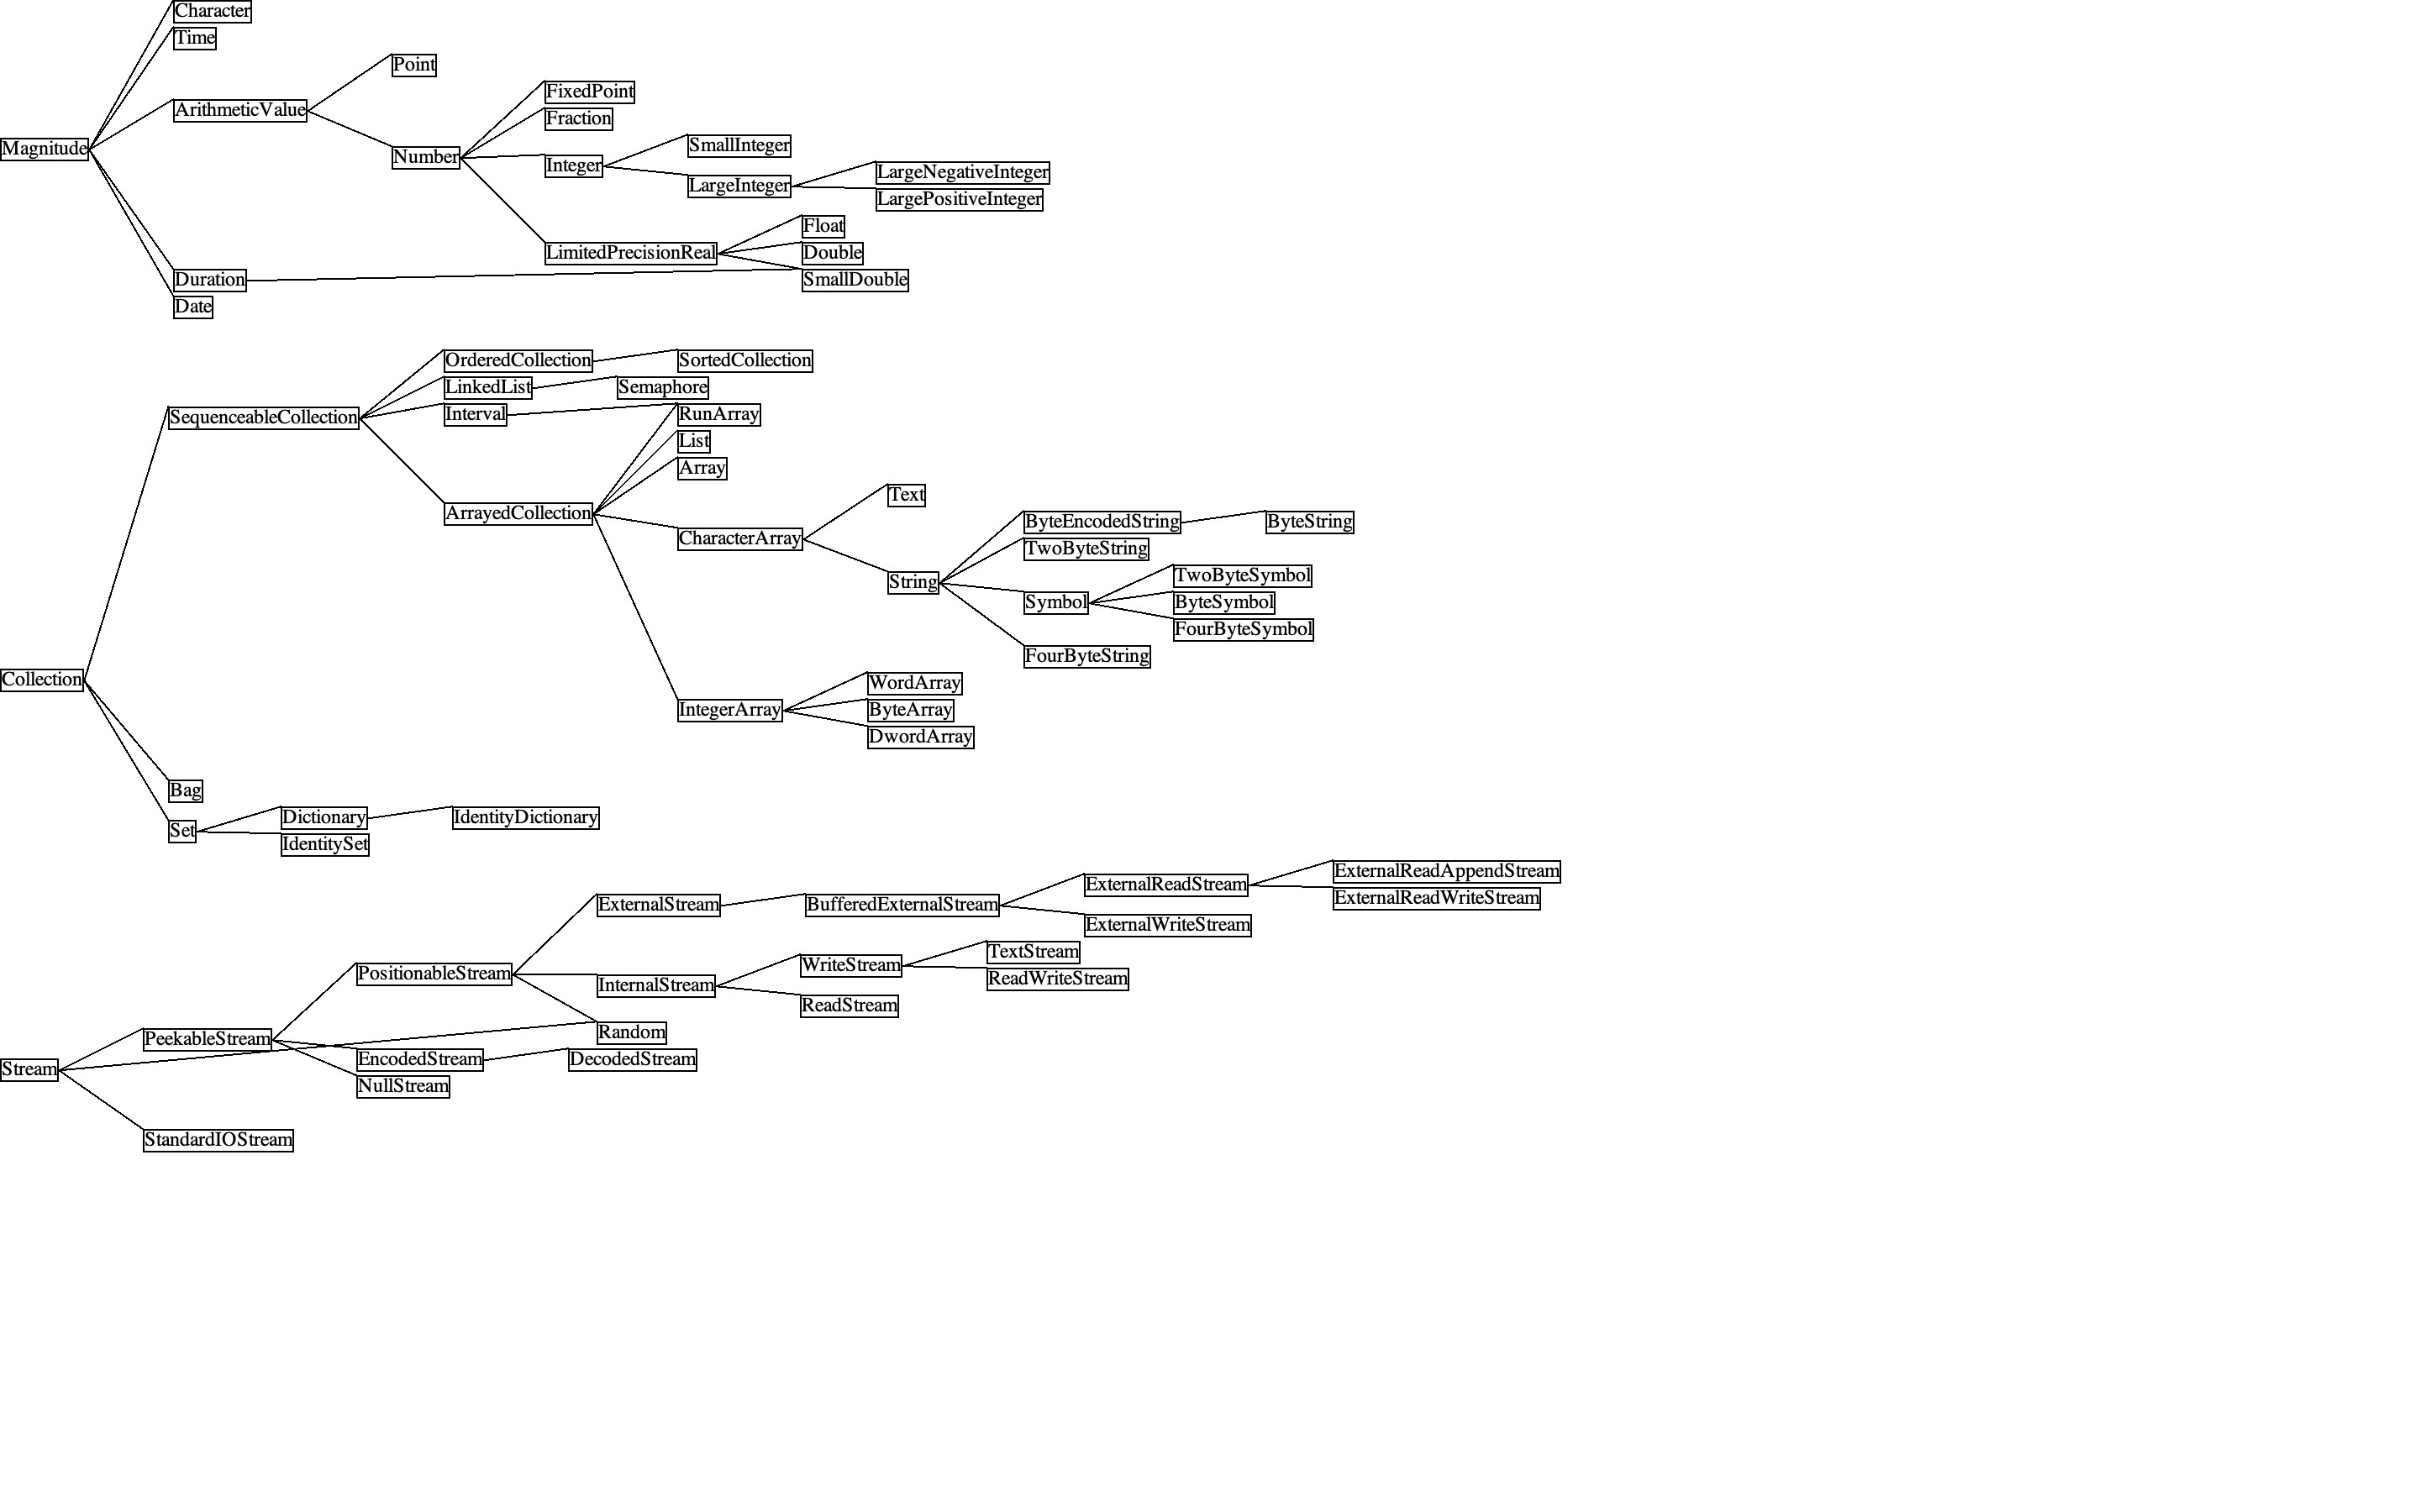 Character
Time
Point
FixedPoint
ArithmeticValue
Fraction
SmallInteger
Magnitude
Number
Integer
LargeNegativeInteger
LargeInteger
LargePositiveInteger
Float
LimitedPrecisionReal
Double
Duration
SmallDouble
Date
OrderedCollection
SortedCollection
LinkedList
Semaphore
SequenceableCollection
Interval
RunArray
List
Array
Text
ArrayedCollection
ByteEncodedString
ByteString
CharacterArray
TwoByteString
String
TwoByteSymbol
Symbol
ByteSymbol
FourByteSymbol
FourByteString
Collection
WordArray
IntegerArray
ByteArray
DwordArray
Bag
Dictionary
IdentityDictionary
Set
IdentitySet
ExternalReadAppendStream
ExternalReadStream
ExternalReadWriteStream
ExternalStream
BufferedExternalStream
ExternalWriteStream
TextStream
WriteStream
PositionableStream
ReadWriteStream
InternalStream
ReadStream
Random
PeekableStream
EncodedStream
DecodedStream
Stream
NullStream
StandardIOStream